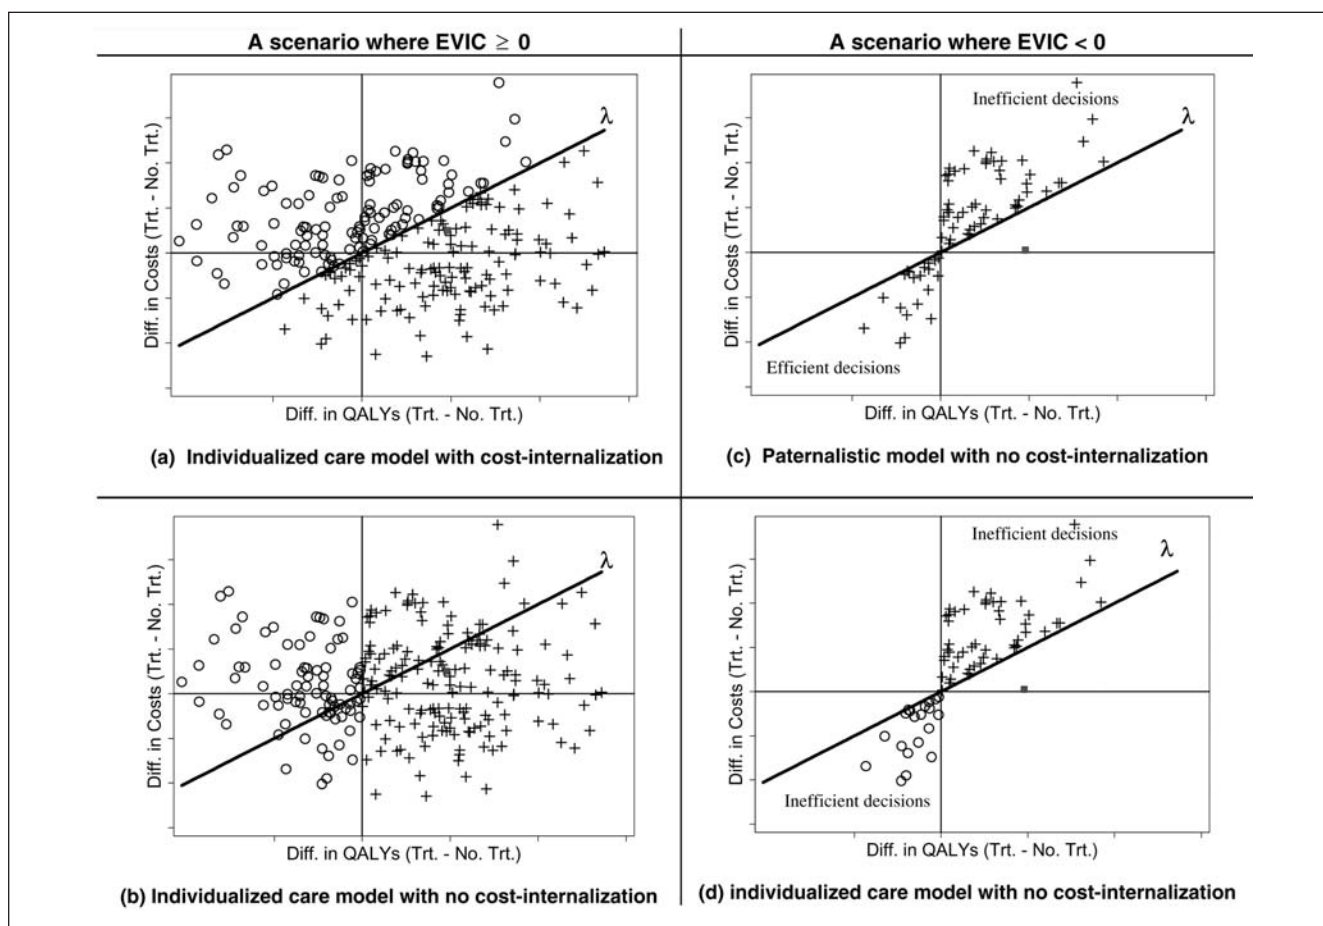 A scenario where EVIC ≥ 0
A scenario where EVIC < 0
Diff. in Costs (Trt. - No. Trt.)
λ
Diff. in QALYs (Trt. - No. Trt.)
(a) Individualized care model with cost-internalization
Diff. in Costs (Trt. - No. Trt.)
Inefficient decisions
λ
Efficient decisions
Diff. in QALYs (Trt. - No. Trt.)
(c) Paternalistic model with no cost-internalization
Diff. in Costs (Trt. - No. Trt.)
λ
Diff. in QALYs (Trt. - No. Trt.)
(b) Individualized care model with no cost-internalization
Diff. in Costs (Trt. - No. Trt.)
Inefficient decisions
λ
Inefficient decisions
Diff. in QALYs (Trt. - No. Trt.)
(d) individualized care model with no cost-internalization